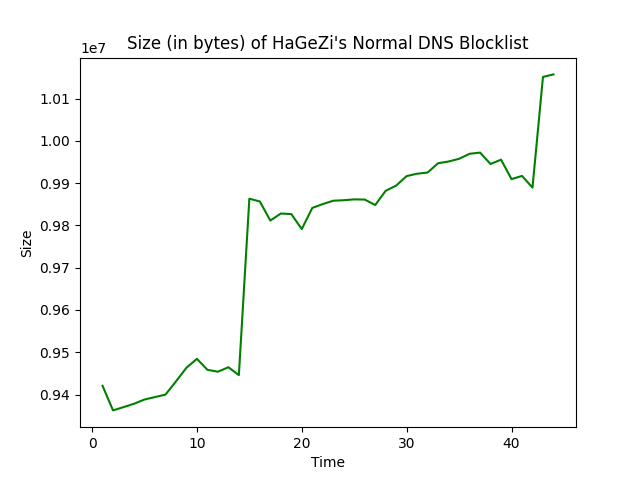 Size (in bytes) of HaGeZi's Normal DNS Blocklist
1e7
1.01
1.00
0.99
0.98
0.97
0.96
0.95
0.94
Size
0 10 20 30 40
Time